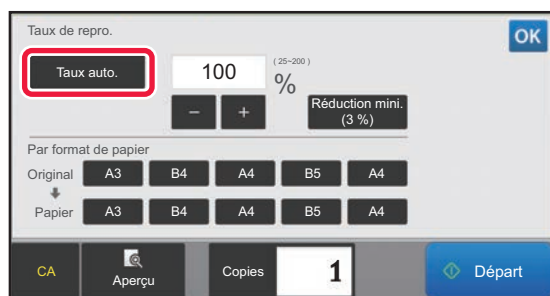 Taux de repro.
OK
Taux auto.
100
( 25~200 )
%
Réduction mini.
(3 %)
Par format de papier
Original A3 B4 A4 B5 A4
Papier A3 B4 A4 B5 A4
CA
Aperçu
Copies
1
Départ